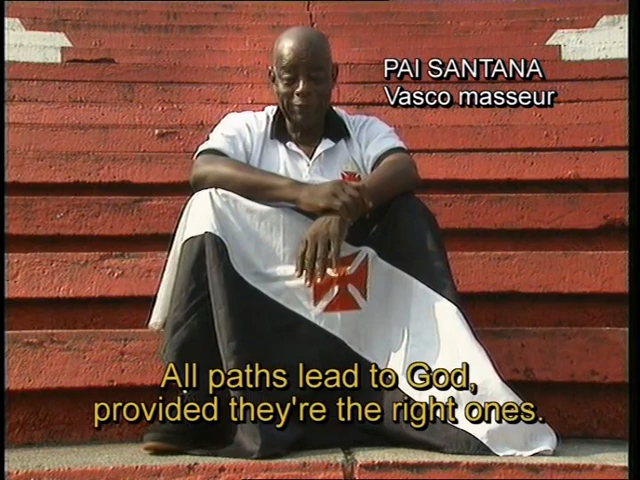 PAI SANTANA
Vasco masseur
All paths lead to God,
provided they're the right ones.